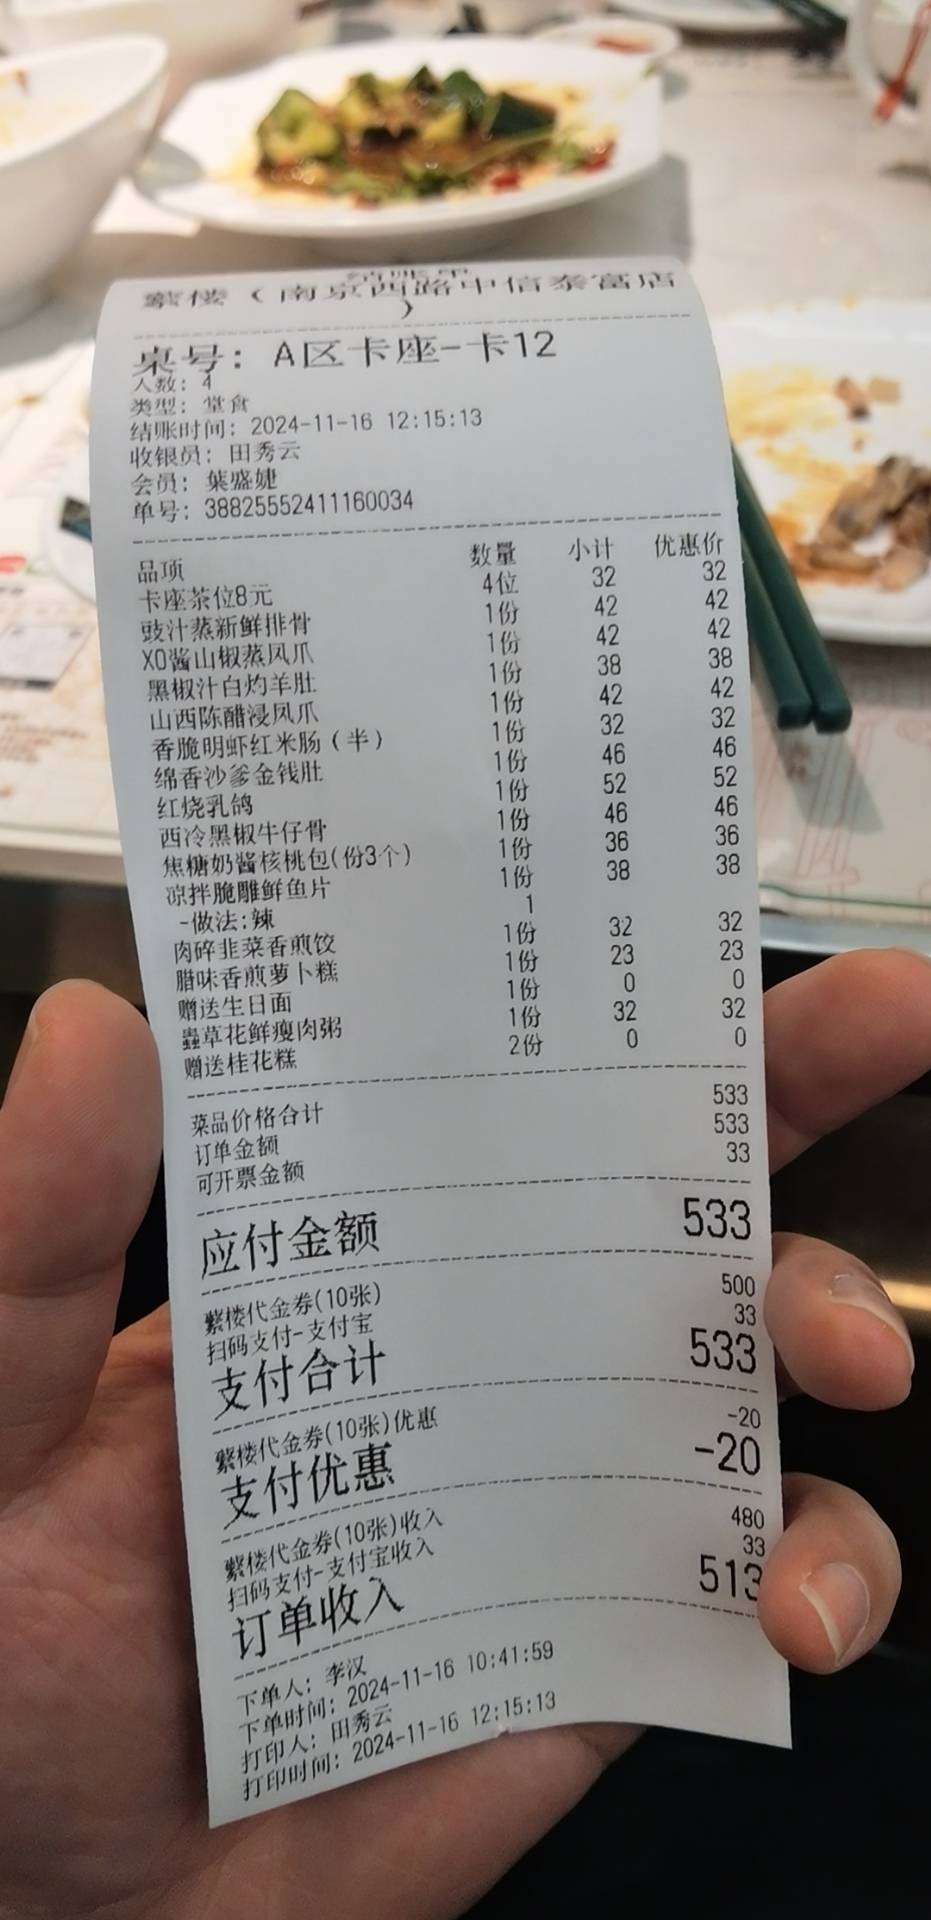 结账单
紫楼（南京西路中信泰富店
）
桌号: A区卡座-卡12
人数: 4
类型: 堂食
结账时间: 2024-11-16 12:15:13
收银员: 田秀云
会员: 葉盛婕
单号: 38825552411160034
品项 数量 小计 优惠价
卡座茶位8元 4位 32 32
豉汁蒸新鲜排骨 1份 42 42
XO酱山椒蒸凤爪 1份 42 42
黑椒汁白灼羊肚 1份 38 38
山西陈醋浸凤爪 1份 42 42
香脆明虾红米肠（半） 1份 32 32
绵香沙爹金钱肚 1份 46 46
红烧乳鸽 1份 52 52
西冷黑椒牛仔骨 1份 46 46
焦糖奶酱核桃包(份3个) 1份 36 36
凉拌脆雕鲜鱼片 1份 38 38
-做法:辣 1
肉碎韭菜香煎饺 1份 32 32
腊味香煎萝卜糕 1份 23 23
赠送生日面 1份 0 0
蟲草花鲜瘦肉粥 1份 32 32
赠送桂花糕 2份 0 0
菜品价格合计 533
订单金额 533
可开票金额 33
应付金额 533
紫楼代金券(10张) 500
扫码支付-支付宝 33
支付合计 533
紫楼代金券(10张)优惠 -20
支付优惠 -20
紫楼代金券(10张)收入 480
扫码支付-支付宝收入 33
订单收入 513
下单人: 李汉
下单时间: 2024-11-16 10:41:59
打印人: 田秀云
打印时间: 2024-11-16 12:15:13